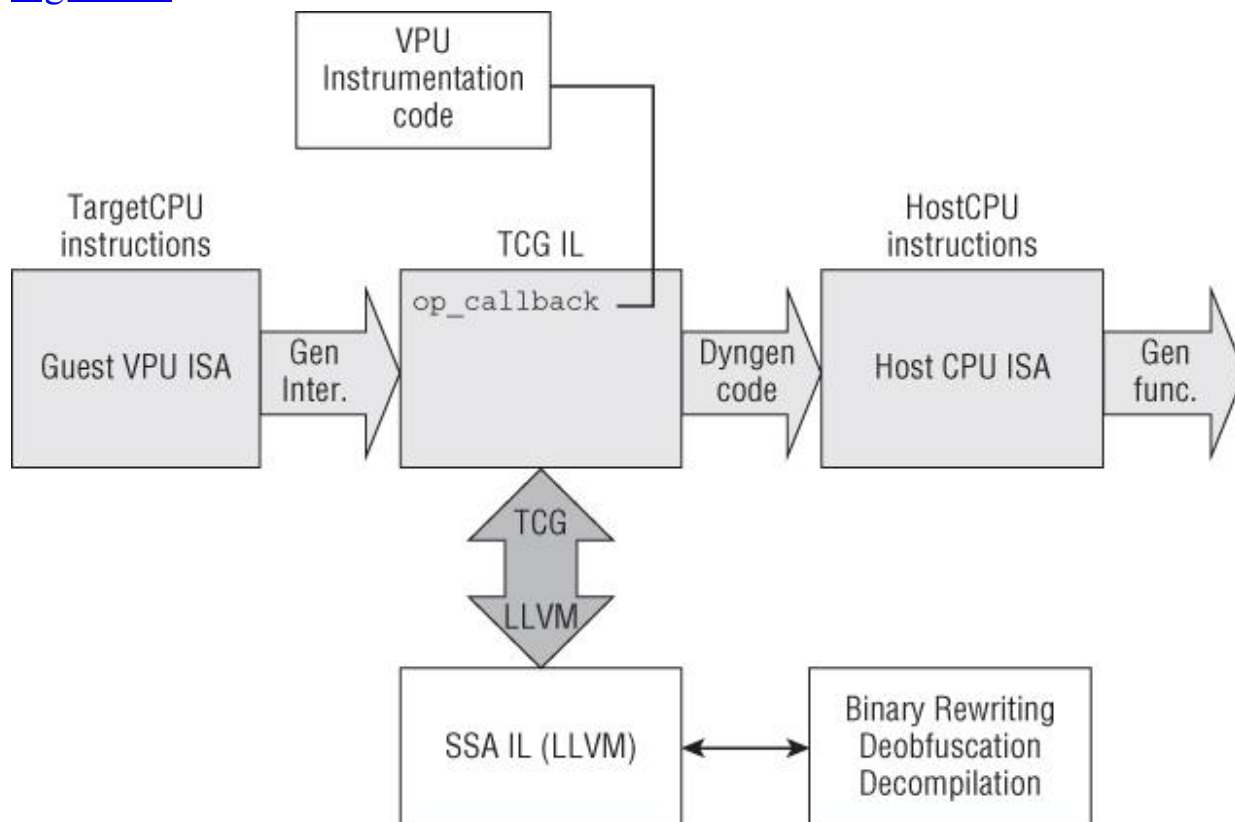 VPU
Instrumentation
code
TargetCPU
instructions
TCG IL
HostCPU
instructions
op_callback
Guest VPU ISA
Gen
Inter.
Dyngen
code
Host CPU ISA
Gen
func.
TCG
LLVM
SSA IL (LLVM)
Binary Rewriting
Deobfuscation
Decompilation